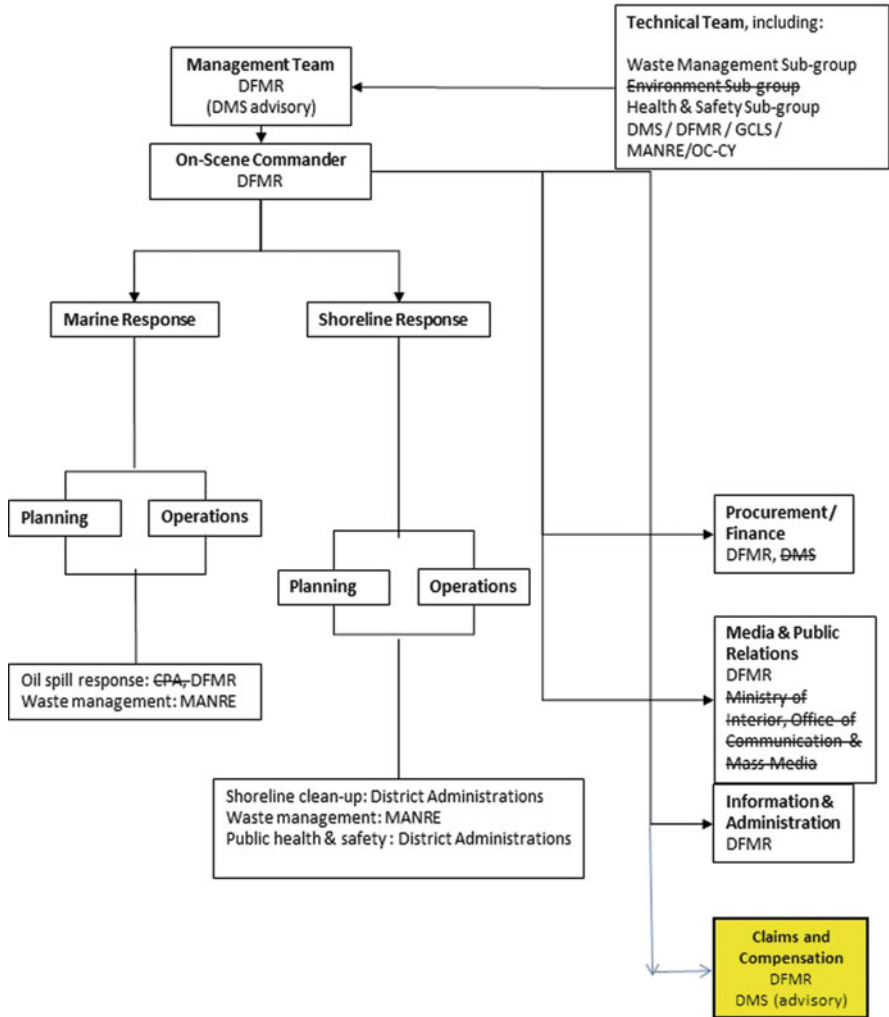 Technical Team, including:
Waste Management Sub-group
Environment Sub-group
Health & Safety Sub-group
DMS / DFMR / GCLS /
MANRE/OC-CY
Management Team
DFMR
(DMS advisory)
On-Scene Commander
DFMR
Marine Response
Shoreline Response
Planning
Operations
Planning
Operations
Oil spill response: CPA, DFMR
Waste management: MANRE
Shoreline clean-up: District Administrations
Waste management: MANRE
Public health & safety : District Administrations
Procurement/
Finance
DFMR, DMS
Media & Public
Relations
DFMR
Ministry of
Interior, Office of
Communication &
Mass Media
Information &
Administration
DFMR
Claims and
Compensation
DFMR
DMS (advisory)